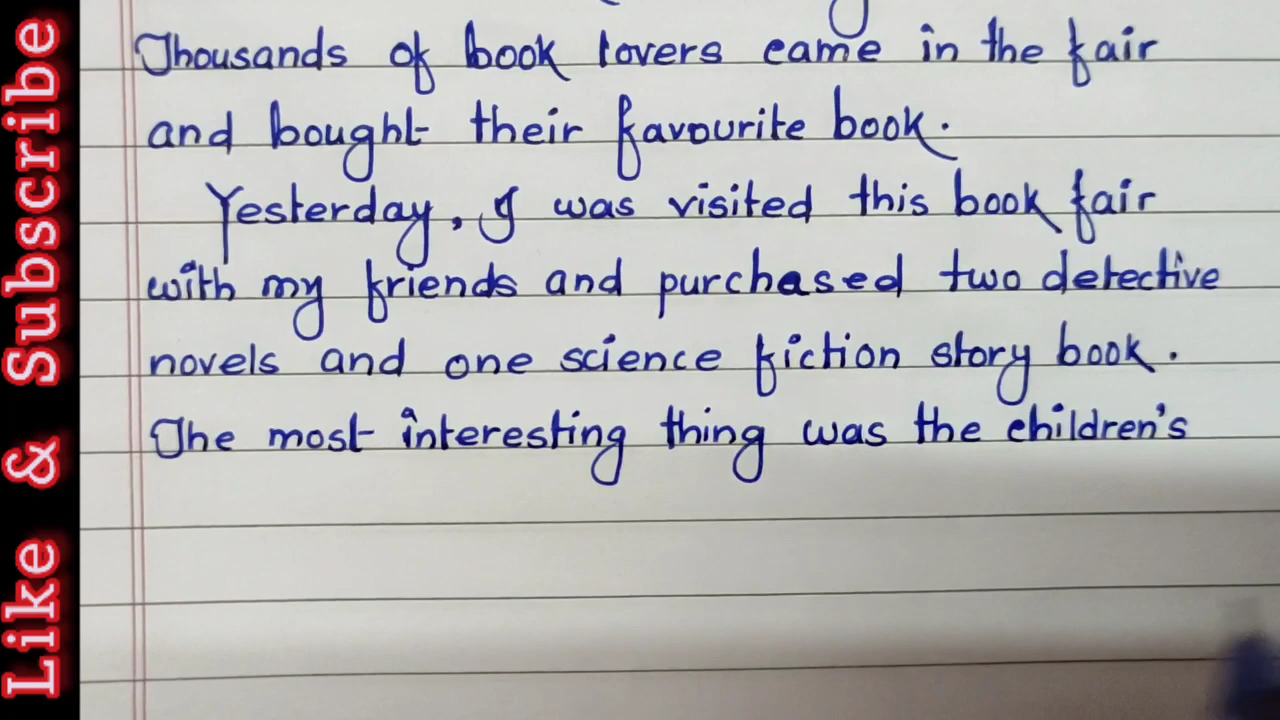 Like & Subscribe
Thousands of book lovers came in the fair
and bought their favourite book.
Yesterday, I was visited this book fair
with my friends and purchased two detective
novels and one science fiction story book.
The most interesting thing was the children's